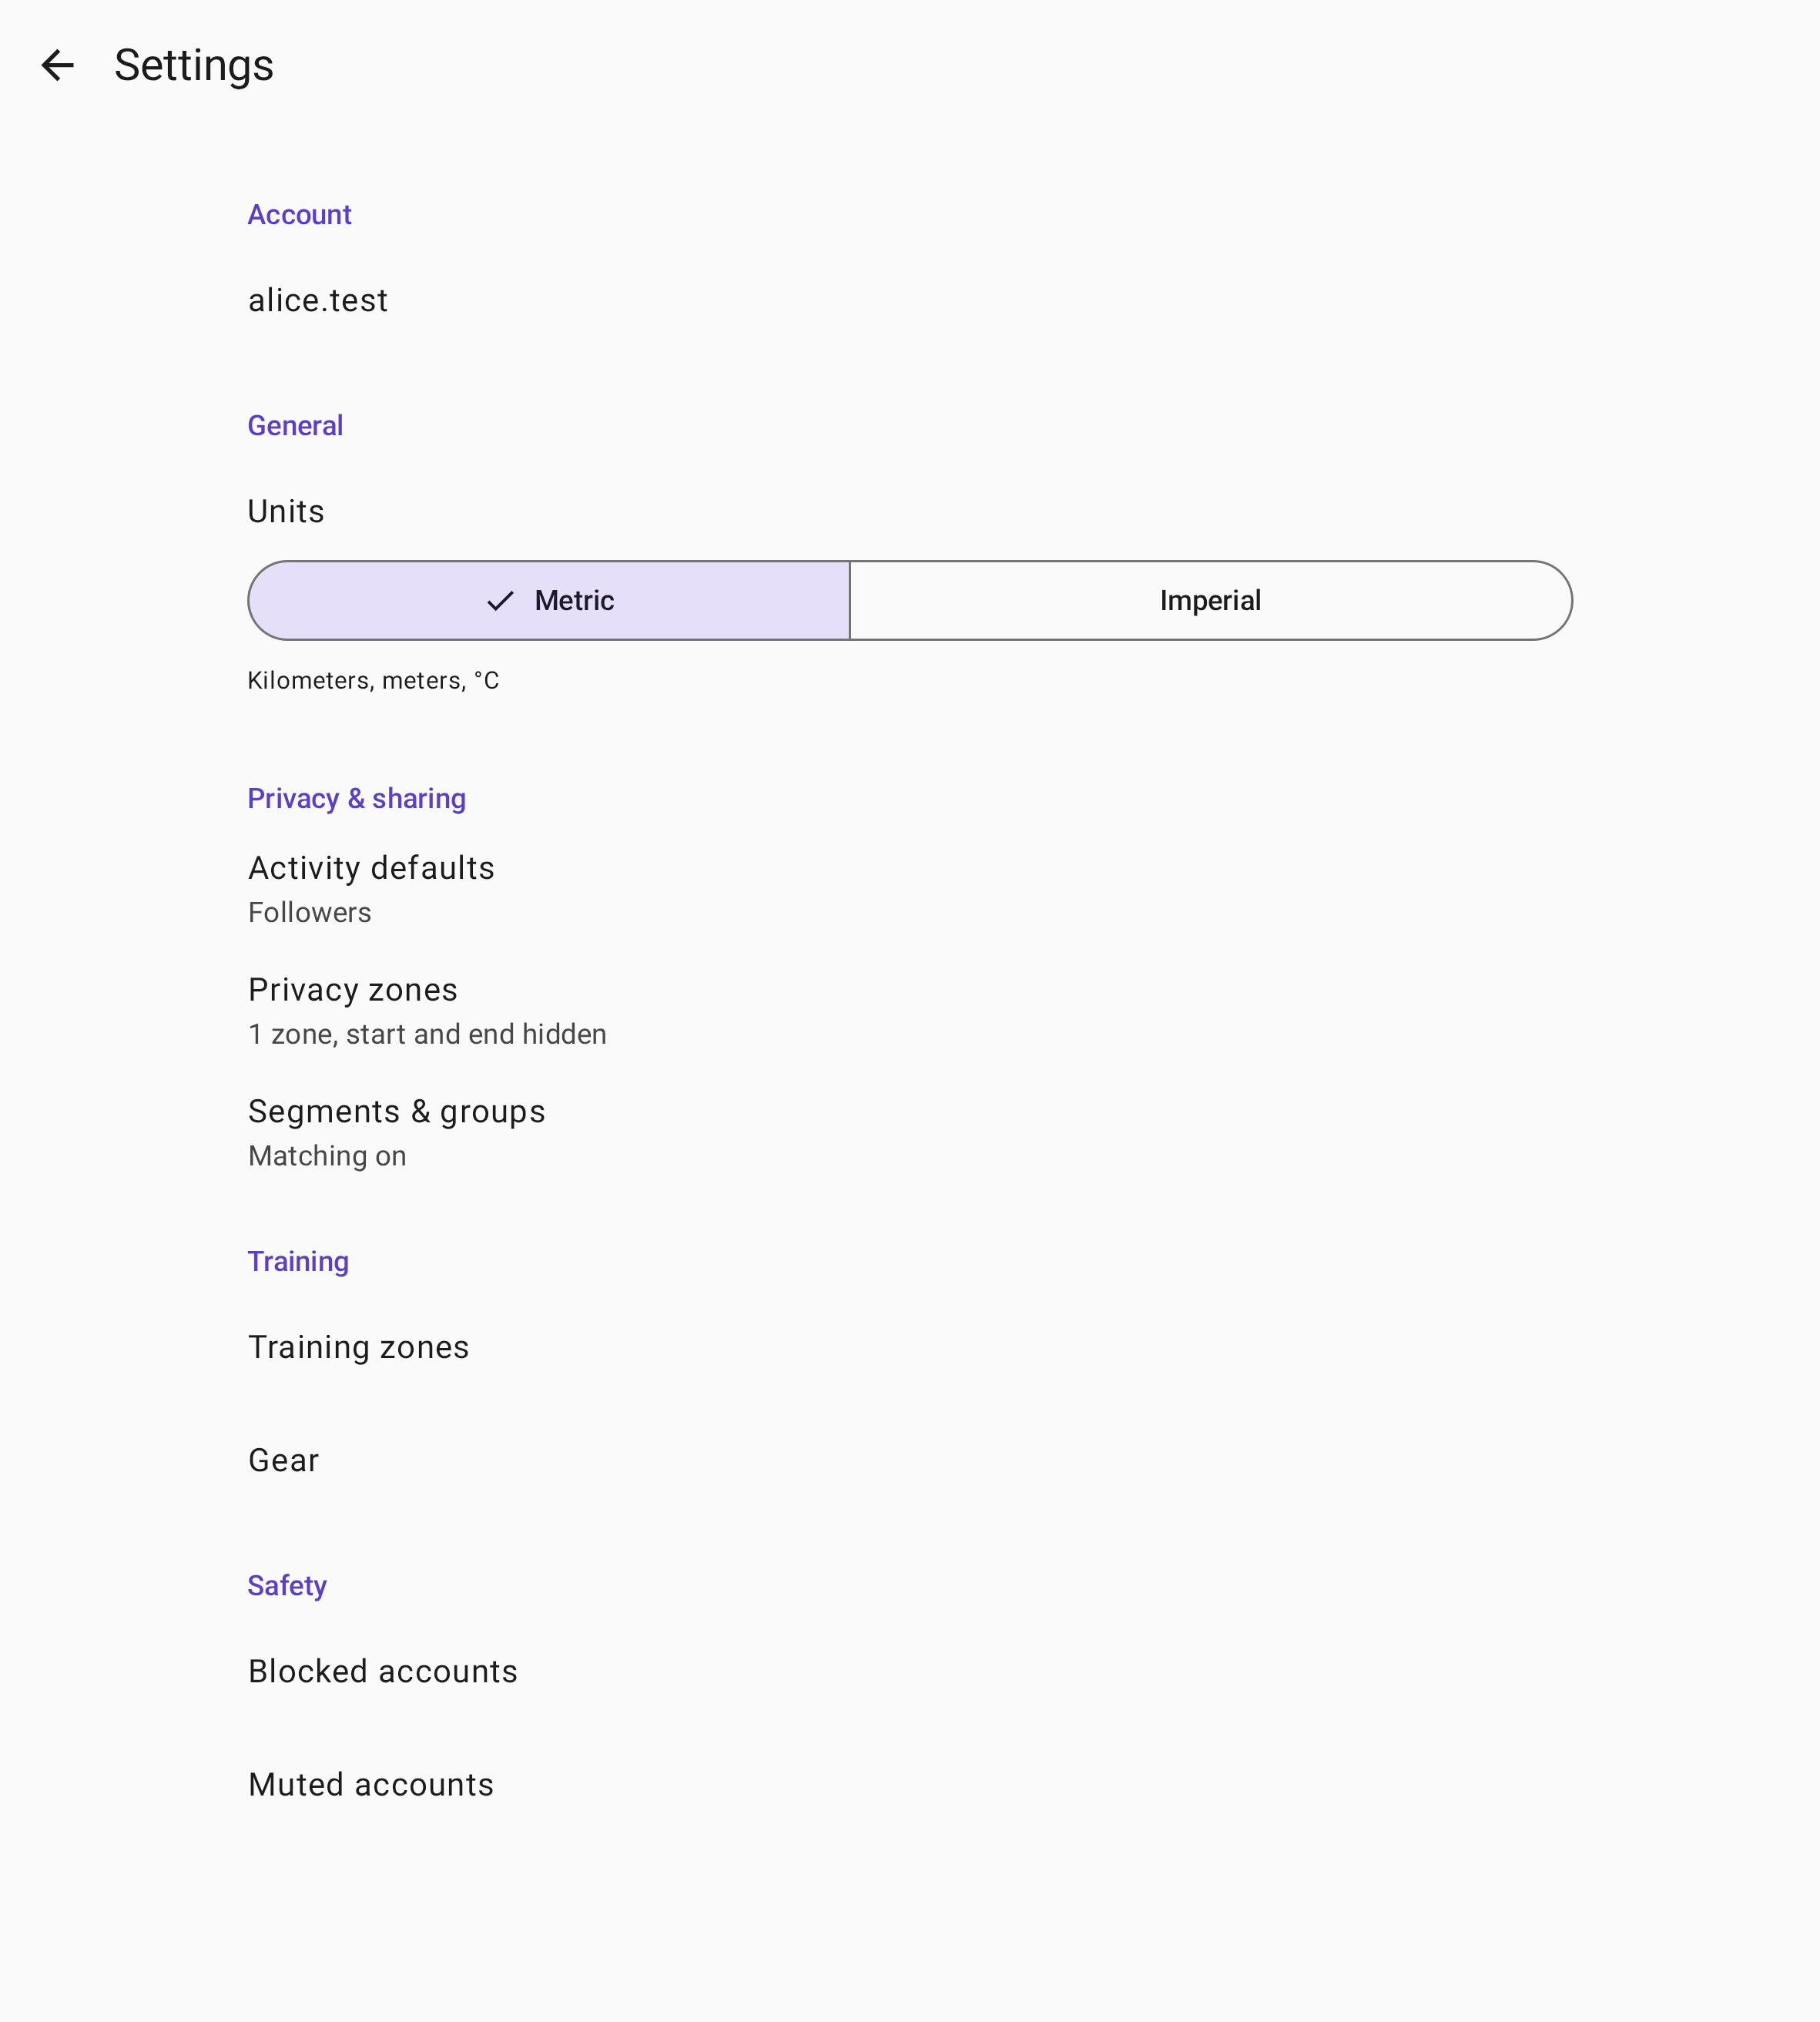 Settings
Account
alice.test
General
Units
Metric
Imperial
Kilometers, meters, °C
Privacy & sharing
Activity defaults
Followers
Privacy zones
1 zone, start and end hidden
Segments & groups
Matching on
Training
Training zones
Gear
Safety
Blocked accounts
Muted accounts